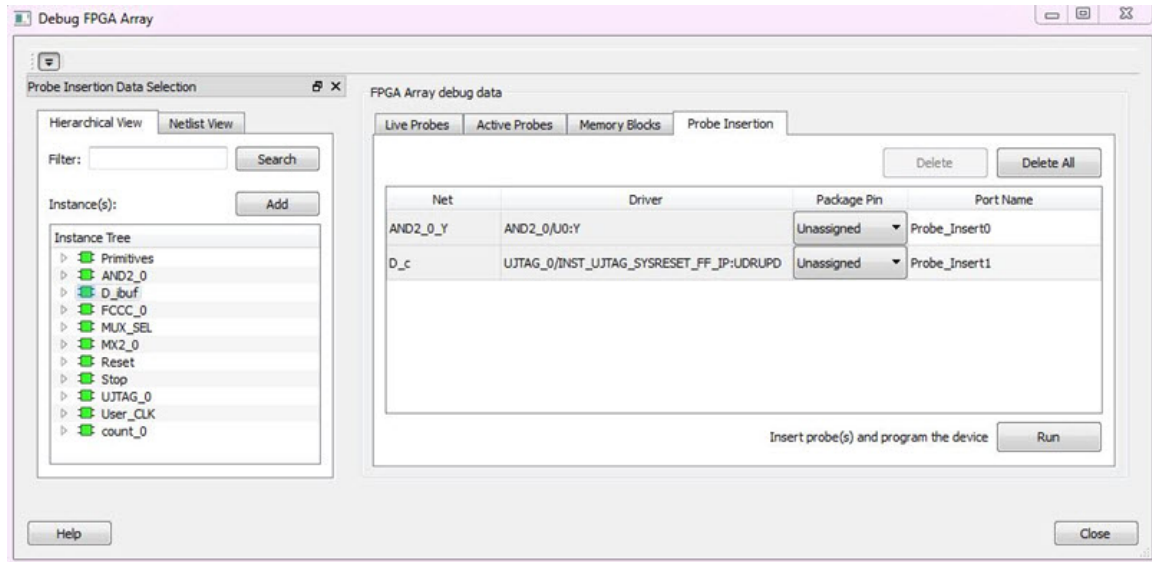 Debug FPGA Array
Probe Insertion Data Selection
Hierarchical View Netlist View
Filter: Search
Instance(s): Add
Instance Tree
Primitives
AND2_0
D_ibuf
FCCC_0
MUX_SEL
MX2_0
Reset
Stop
UJTAG_0
User_CLK
count_0
FPGA Array debug data
Live Probes Active Probes Memory Blocks Probe Insertion
Delete Delete All
Net Driver Package Pin Port Name
AND2_0_Y AND2_0/U0:Y Unassigned Probe_Insert0
D_c UJTAG_0/INST_UJTAG_SYSRESET_FF_IP:UDRUPD Unassigned Probe_Insert1
Insert probe(s) and program the device Run
Help Close